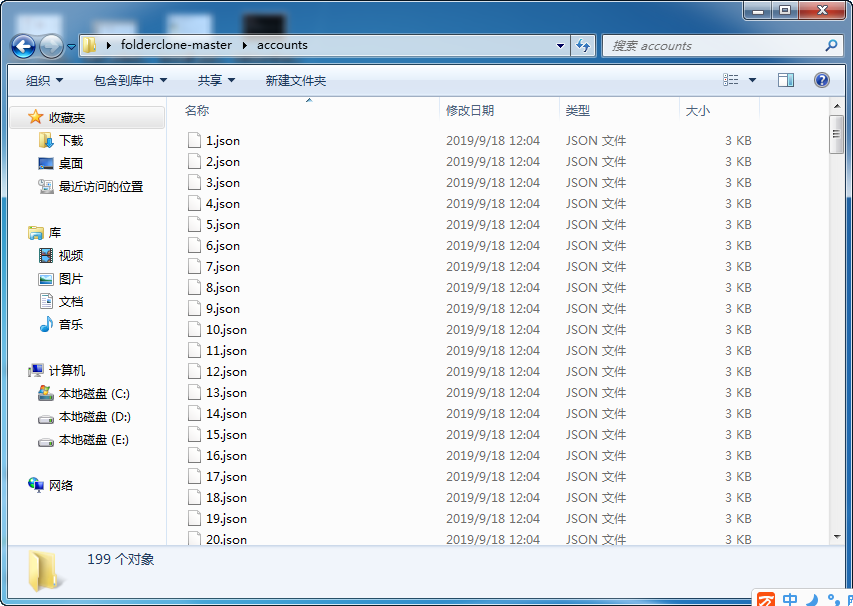 folderclone-master accounts
搜索 accounts
组织 包含到库中 共享 新建文件夹
收藏夹
下载
桌面
最近访问的位置
库
视频
图片
文档
音乐
计算机
本地磁盘 (C:)
本地磁盘 (D:)
本地磁盘 (E:)
网络
名称 修改日期 类型 大小
1.json 2019/9/18 12:04 JSON 文件 3 KB
2.json 2019/9/18 12:04 JSON 文件 3 KB
3.json 2019/9/18 12:04 JSON 文件 3 KB
4.json 2019/9/18 12:04 JSON 文件 3 KB
5.json 2019/9/18 12:04 JSON 文件 3 KB
6.json 2019/9/18 12:04 JSON 文件 3 KB
7.json 2019/9/18 12:04 JSON 文件 3 KB
8.json 2019/9/18 12:04 JSON 文件 3 KB
9.json 2019/9/18 12:04 JSON 文件 3 KB
10.json 2019/9/18 12:04 JSON 文件 3 KB
11.json 2019/9/18 12:04 JSON 文件 3 KB
12.json 2019/9/18 12:04 JSON 文件 3 KB
13.json 2019/9/18 12:04 JSON 文件 3 KB
14.json 2019/9/18 12:04 JSON 文件 3 KB
15.json 2019/9/18 12:04 JSON 文件 3 KB
16.json 2019/9/18 12:04 JSON 文件 3 KB
17.json 2019/9/18 12:04 JSON 文件 3 KB
18.json 2019/9/18 12:04 JSON 文件 3 KB
19.json 2019/9/18 12:04 JSON 文件 3 KB
20.json 2019/9/18 12:04 JSON 文件 3 KB
199 个对象
中